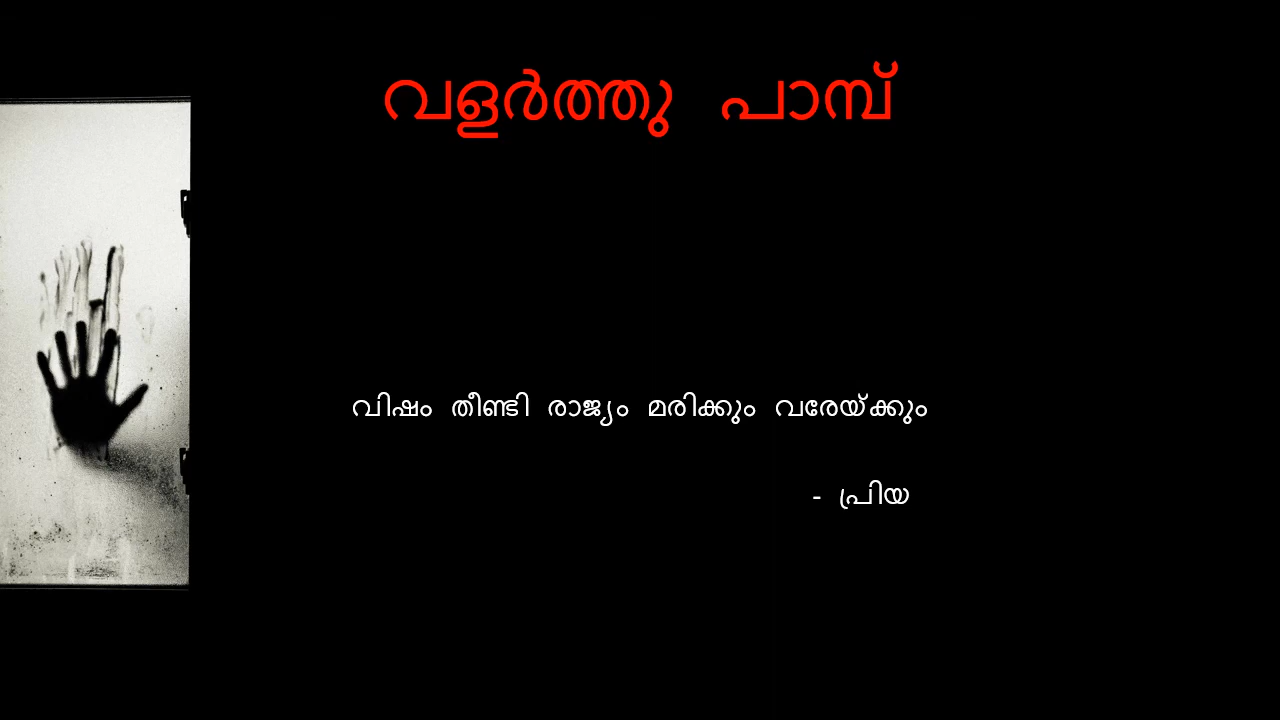 വളർത്തു പാമ്പ്
വിഷം തീണ്ടി രാജ്യം മരിക്കും വരേയ്ക്കും
- പ്രിയ